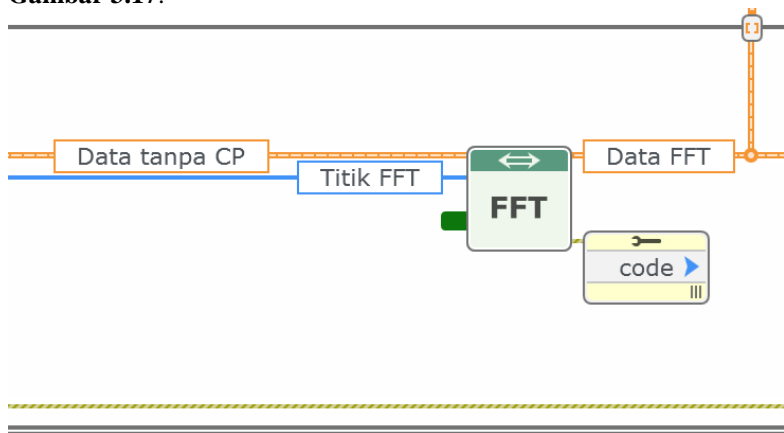 Gambar 3.17.
Data tanpa CP
Data FFT
Titik FFT
FFT
code